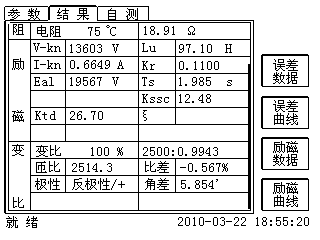 参数 结果 自测
阻 电阻 75℃ 18.91 Ω
V-kn 13603 V Lu 97.10 H
励 I-kn 0.6649 A Kr 0.1100
Eal 19567 V Ts 1.985 s
Kssc 12.48
磁 Ktd 26.70 ξ
变 变比 100 % 2500:0.9943
匝比 2514.3 比差 -0.567%
比 极性 反极性/+ 角差 5.854'
误差数据
误差曲线
励磁数据
励磁曲线
就绪 2010-03-22 18:55:20